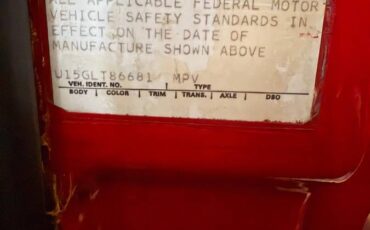 ALL APPLICABLE FEDERAL MOTOR
VEHICLE SAFETY STANDARDS IN
EFFECT ON THE DATE OF
MANUFACTURE SHOWN ABOVE
U15GLT86681 MPV
VEH. IDENT. NO. TYPE
BODY COLOR TRIM TRANS. AXLE DSO